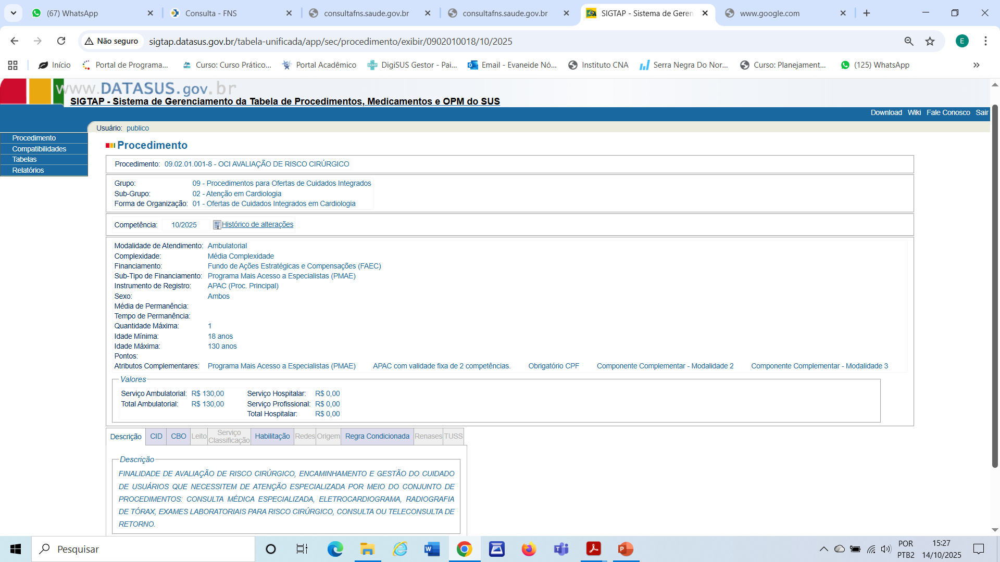 (67) WhatsApp
Consulta - FNS
consultafns.saude.gov.br
consultafns.saude.gov.br
SIGTAP - Sistema de Geren
www.google.com
Não seguro
sigtap.datasus.gov.br/tabela-unificada/app/sec/procedimento/exibir/0902010018/10/2025
E
Início
Portal de Programa...
Curso: Curso Prático...
Portal Acadêmico
DigiSUS Gestor - Pai...
Email - Evaneide Nó...
Instituto CNA
Serra Negra Do Nor...
Curso: Planejament...
(125) WhatsApp
www.DATASUS.gov.br
SIGTAP - Sistema de Gerenciamento da Tabela de Procedimentos, Medicamentos e OPM do SUS
Download Wiki Fale Conosco Sair
Usuário: publico
Procedimento
Compatibilidades
Tabelas
Relatórios
Procedimento
Procedimento: 09.02.01.001-8 - OCI AVALIAÇÃO DE RISCO CIRÚRGICO
Grupo: 09 - Procedimentos para Ofertas de Cuidados Integrados
Sub-Grupo: 02 - Atenção em Cardiologia
Forma de Organização: 01 - Ofertas de Cuidados Integrados em Cardiologia
Competência: 10/2025 Histórico de alterações
Modalidade de Atendimento: Ambulatorial
Complexidade: Média Complexidade
Financiamento: Fundo de Ações Estratégicas e Compensações (FAEC)
Sub-Tipo de Financiamento: Programa Mais Acesso a Especialistas (PMAE)
Instrumento de Registro: APAC (Proc. Principal)
Sexo: Ambos
Média de Permanência:
Tempo de Permanência:
Quantidade Máxima: 1
Idade Mínima: 18 anos
Idade Máxima: 130 anos
Pontos:
Atributos Complementares: Programa Mais Acesso a Especialistas (PMAE) APAC com validade fixa de 2 competências. Obrigatório CPF Componente Complementar - Modalidade 2 Componente Complementar - Modalidade 3
Valores
Serviço Ambulatorial: R$ 130,00 Serviço Hospitalar: R$ 0,00
Total Ambulatorial: R$ 130,00 Serviço Profissional: R$ 0,00
Total Hospitalar: R$ 0,00
Descrição CID CBO Leito Serviço Classificação Habilitação Redes Origem Regra Condicionada Renases TUSS
Descrição
FINALIDADE DE AVALIAÇÃO DE RISCO CIRÚRGICO, ENCAMINHAMENTO E GESTÃO DO CUIDADO
DE USUÁRIOS QUE NECESSITEM DE ATENÇÃO ESPECIALIZADA POR MEIO DO CONJUNTO DE
PROCEDIMENTOS: CONSULTA MÉDICA ESPECIALIZADA, ELETROCARDIOGRAMA, RADIOGRAFIA
DE TÓRAX, EXAMES LABORATORIAIS PARA RISCO CIRÚRGICO, CONSULTA OU TELECONSULTA DE
RETORNO.
Pesquisar
POR
PTB2
15:27
14/10/2025